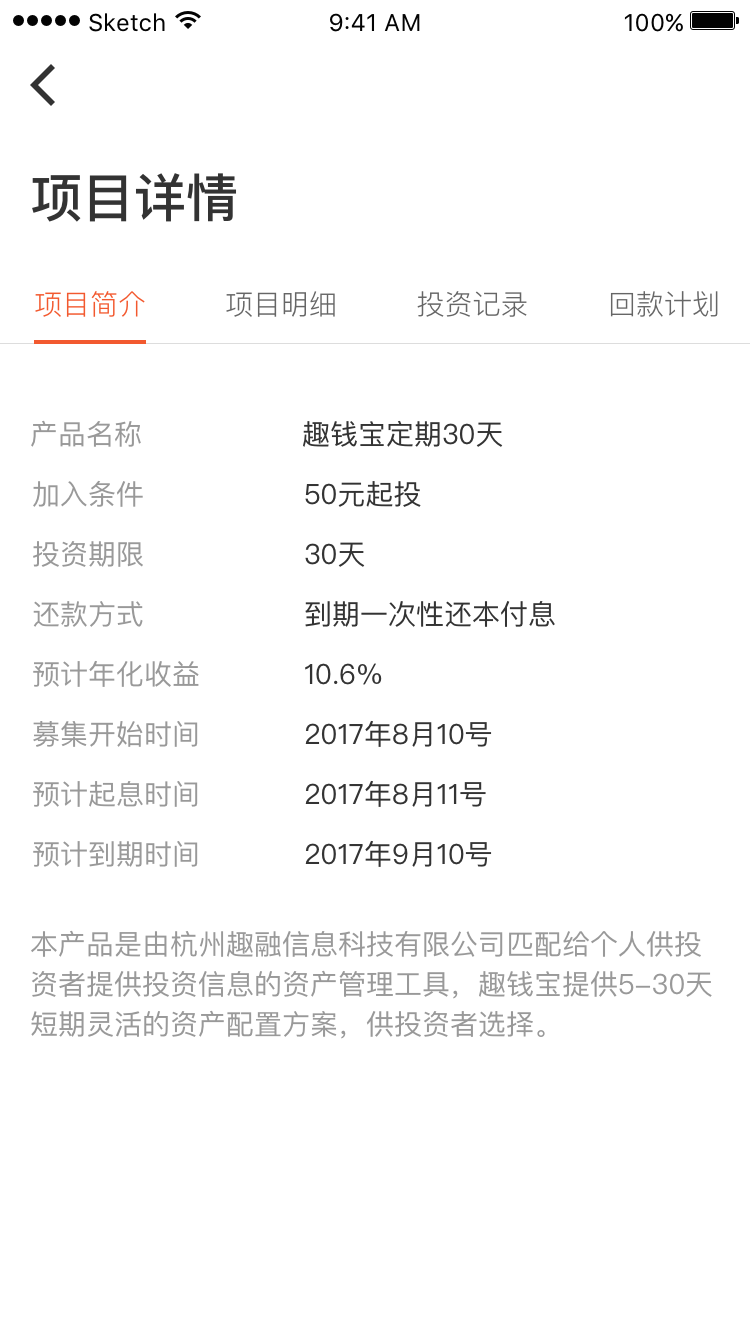 Sketch 9:41 AM 100%
项目详情
项目简介 项目明细 投资记录 回款计划
产品名称 趣钱宝定期30天
加入条件 50元起投
投资期限 30天
还款方式 到期一次性还本付息
预计年化收益 10.6%
募集开始时间 2017年8月10号
预计起息时间 2017年8月11号
预计到期时间 2017年9月10号
本产品是由杭州趣融信息科技有限公司匹配给个人供投
资者提供投资信息的资产管理工具，趣钱宝提供5-30天
短期灵活的资产配置方案，供投资者选择。